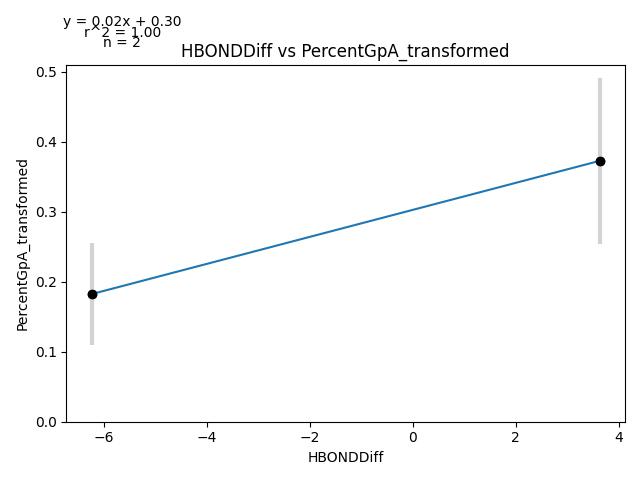 y = 0.02x + 0.30
r^2 = 1.00
n = 2
HBONDDiff vs PercentGpA_transformed
PercentGpA_transformed
0.5
0.4
0.3
0.2
0.1
0.0
−6
−4
−2
0
2
4
HBONDDiff